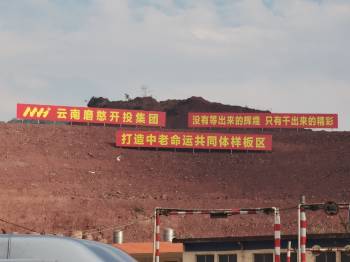 云南磨憨开投集团
没有等出来的辉煌 只有干出来的精彩
打造中老命运共同体样板区